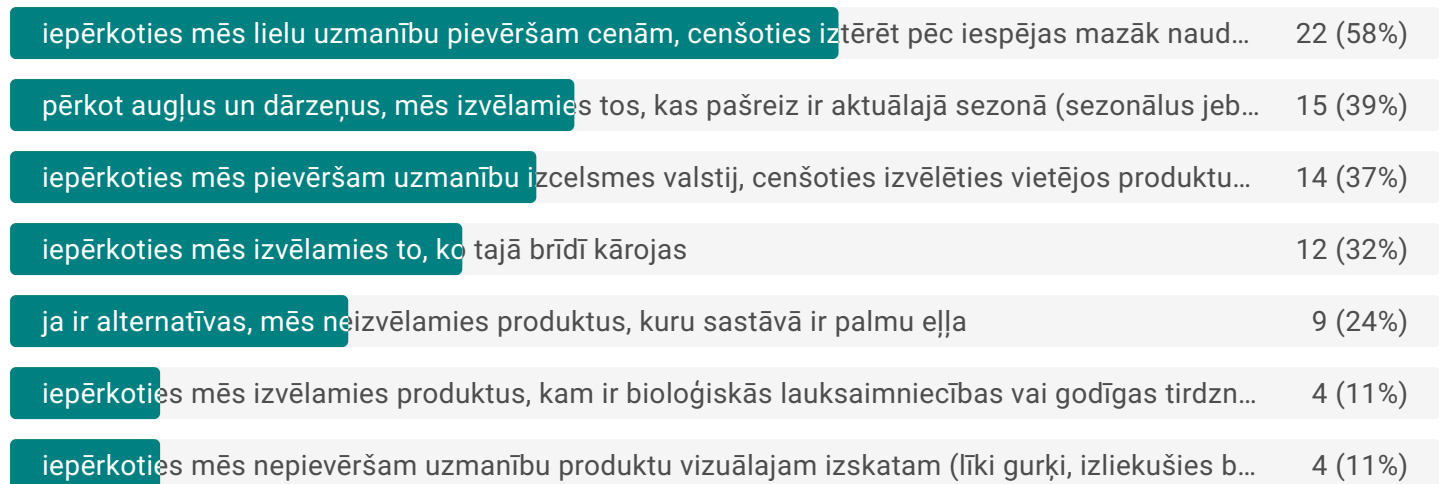 iepērkoties mēs lielu uzmanību pievēršam cenām, cenšoties iztērēt pēc iespējas mazāk naud... 22 (58%)
pērkot augļus un dārzeņus, mēs izvēlamies tos, kas pašreiz ir aktuālajā sezonā (sezonālus jeb... 15 (39%)
iepērkoties mēs pievēršam uzmanību izcelsmes valstij, cenšoties izvēlēties vietējos produktu... 14 (37%)
iepērkoties mēs izvēlamies to, ko tajā brīdī kārojas 12 (32%)
ja ir alternatīvas, mēs neizvēlamies produktus, kuru sastāvā ir palmu eļļa 9 (24%)
iepērkoties mēs izvēlamies produktus, kam ir bioloģiskās lauksaimniecības vai godīgas tirdzn... 4 (11%)
iepērkoties mēs nepievēršam uzmanību produktu vizuālajam izskatam (līki gurķi, izliekušies b... 4 (11%)